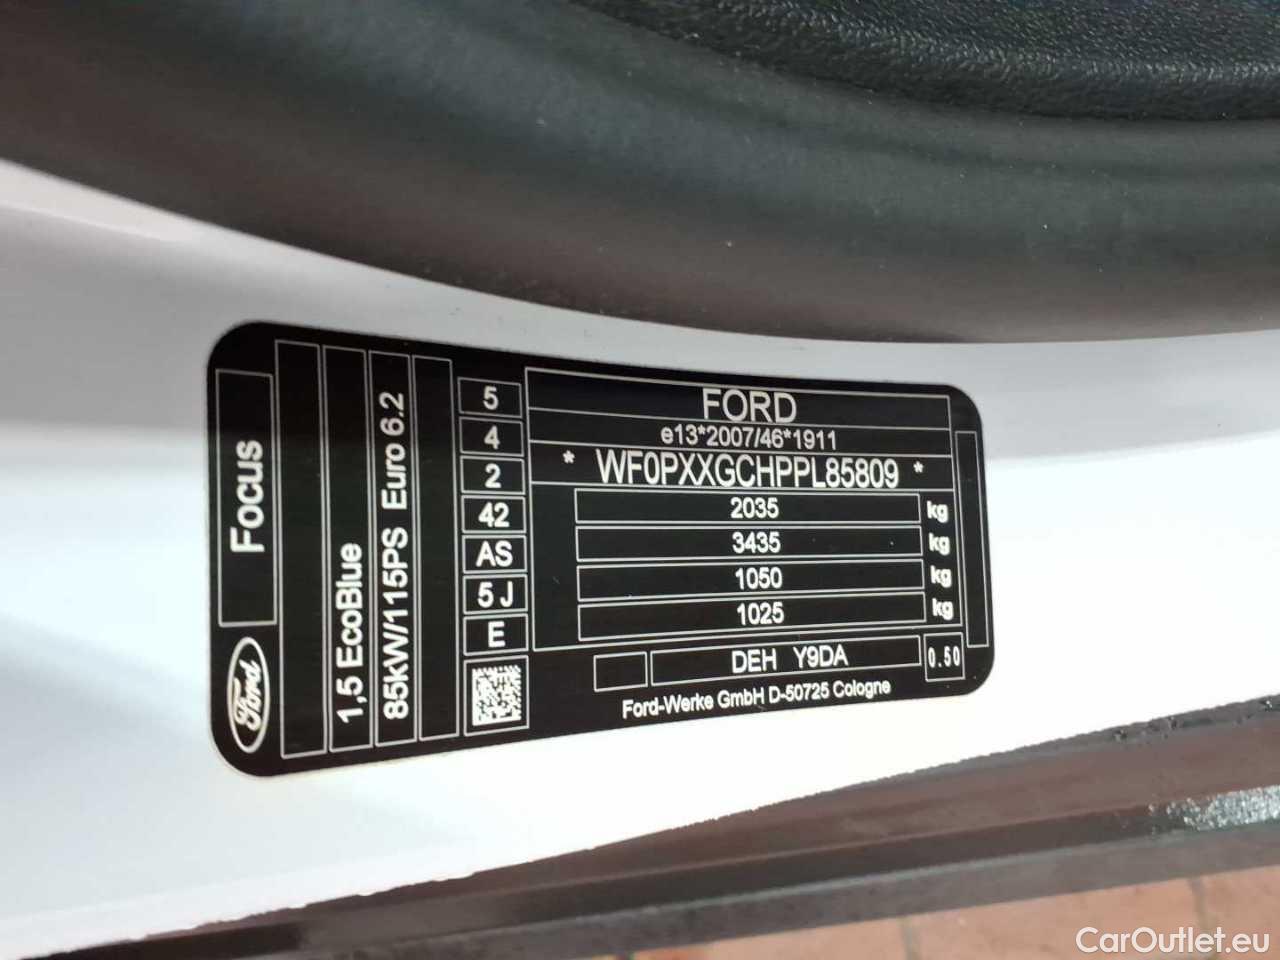 FORD
e13*2007/46*1911
* WF0PXXGCHPPL85809 *
2035 kg
3435 kg
1050 kg
1025 kg
DEH Y9DA
0.50
Ford-Werke GmbH D-50725 Cologne
5
4
2
42
AS
5 J
E
Focus
1,5 EcoBlue
85kW/115PS Euro 6.2
Ford
CarOutlet.eu